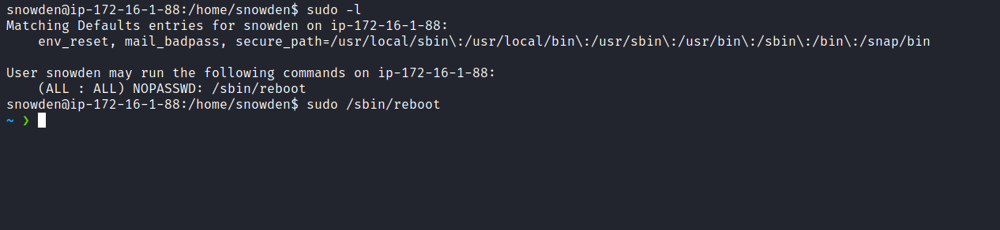 snowden@ip-172-16-1-88:/home/snowden$ sudo -l
Matching Defaults entries for snowden on ip-172-16-1-88:
    env_reset, mail_badpass, secure_path=/usr/local/sbin\:/usr/local/bin\:/usr/sbin\:/usr/bin\:/sbin\:/bin\:/snap/bin

User snowden may run the following commands on ip-172-16-1-88:
    (ALL : ALL) NOPASSWD: /sbin/reboot
snowden@ip-172-16-1-88:/home/snowden$ sudo /sbin/reboot
~ ❯